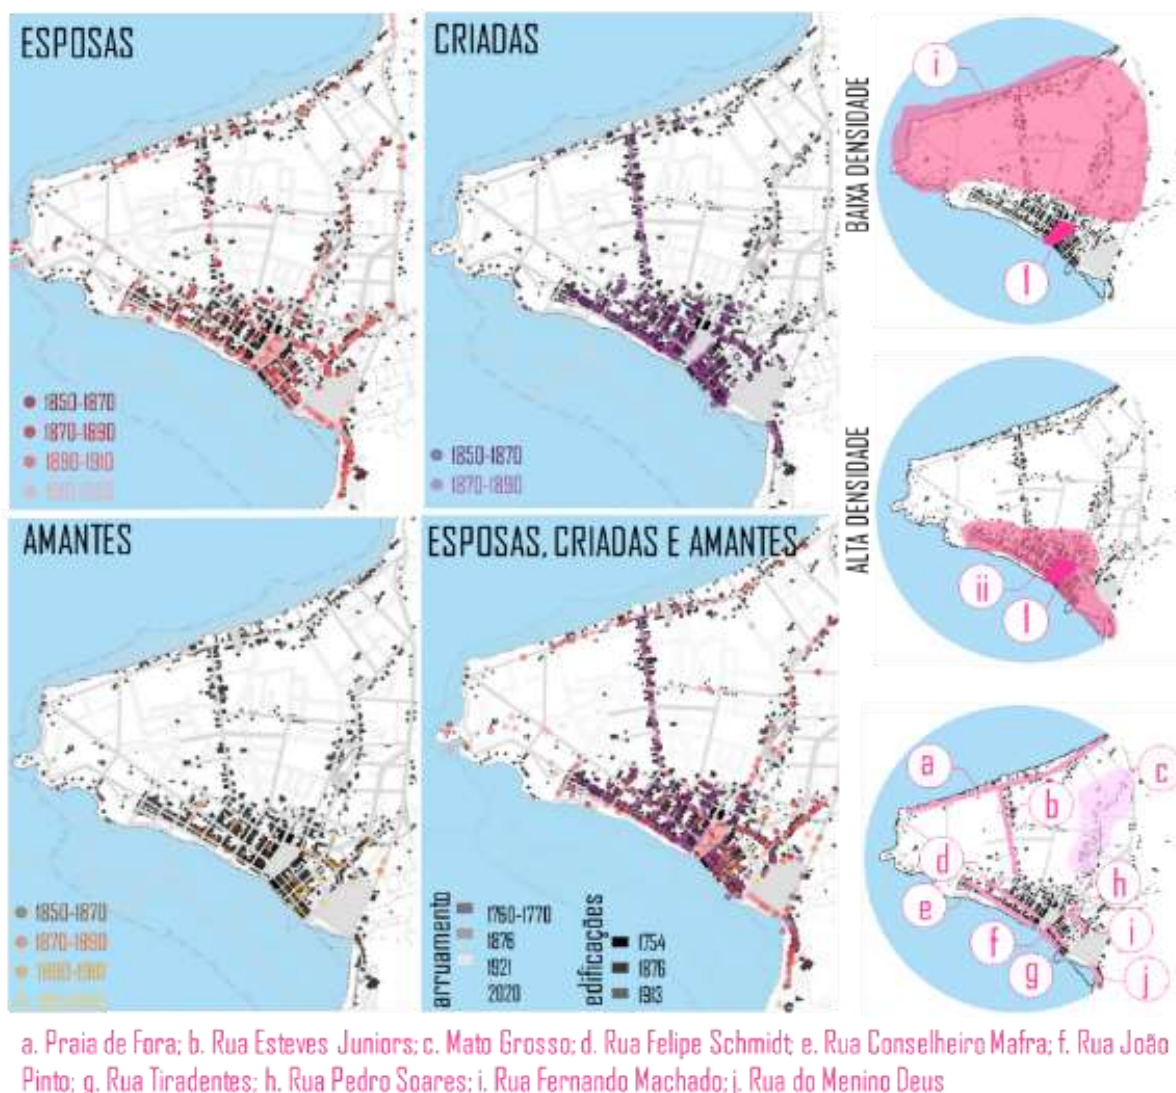 ESPOSAS
1850-1870
1870-1890
1890-1910
CRIADAS
1850-1870
1870-1890
BAIXA DENSIDADE
i
1
AMANTES
1850-1870
1870-1890
ESPOSAS, CRIADAS E AMANTES
arruamento
1760-1770
1876
1921
2020
edificações
1754
1876
1913
ALTA DENSIDADE
ii
1
a
b
c
d
e
f
g
h
i
j
a. Praia de Fora; b. Rua Esteves Juniors; c. Mato Grosso; d. Rua Felipe Schmidt; e. Rua Conselheiro Mafra; f. Rua João
Pinto; g. Rua Tiradentes; h. Rua Pedro Soares; i. Rua Fernando Machado; j. Rua do Menino Deus